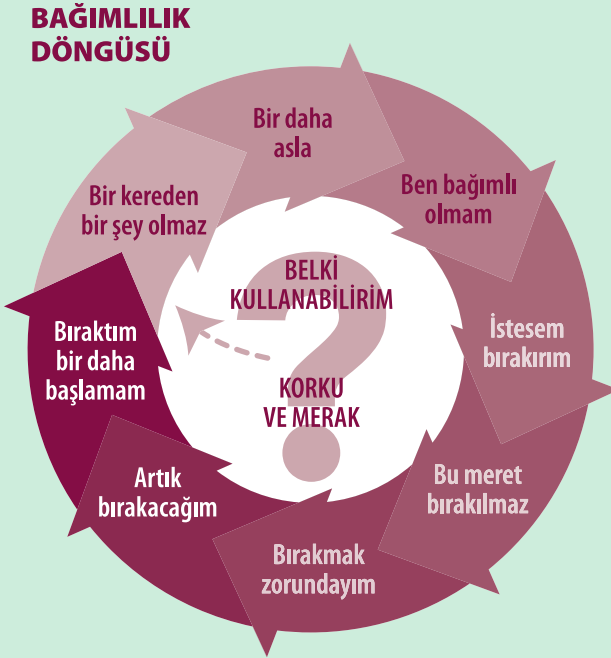 BAĞIMLILIK
DÖNGÜSÜ
BELKİ
KULLANABİLİRİM
KORKU
VE MERAK
Bir kereden
bir şey olmaz
Bir daha
asla
Ben bağımlı
olmam
İstesem
bırakırım
Bu meret
bırakılmaz
Bırakmak
zorundayım
Artık
bırakacağım
Bıraktım
bir daha
başlamam
?